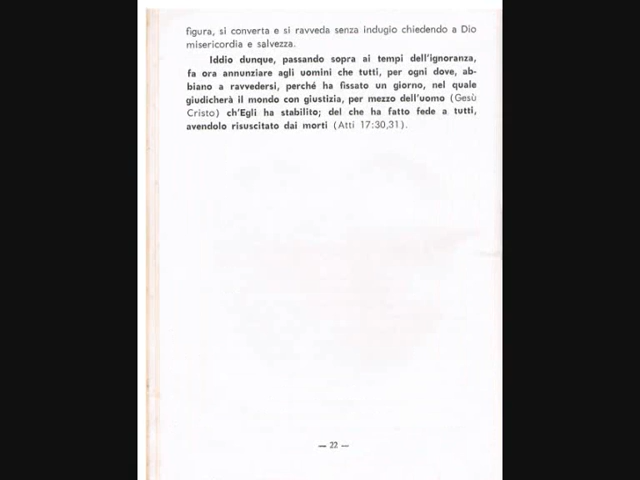 figura, si converta e si ravveda senza indugio chiedendo a Dio
misericordia e salvezza.
Iddio dunque, passando sopra ai tempi dell'ignoranza,
fa ora annunziare agli uomini che tutti, per ogni dove, ab-
biano a ravvedersi, perché ha fissato un giorno, nel quale
giudicherà il mondo con giustizia, per mezzo dell'uomo (Gesù
Cristo) ch'Egli ha stabilito; del che ha fatto fede a tutti,
avendolo risuscitato dai morti (Atti 17:30,31).
— 22 —